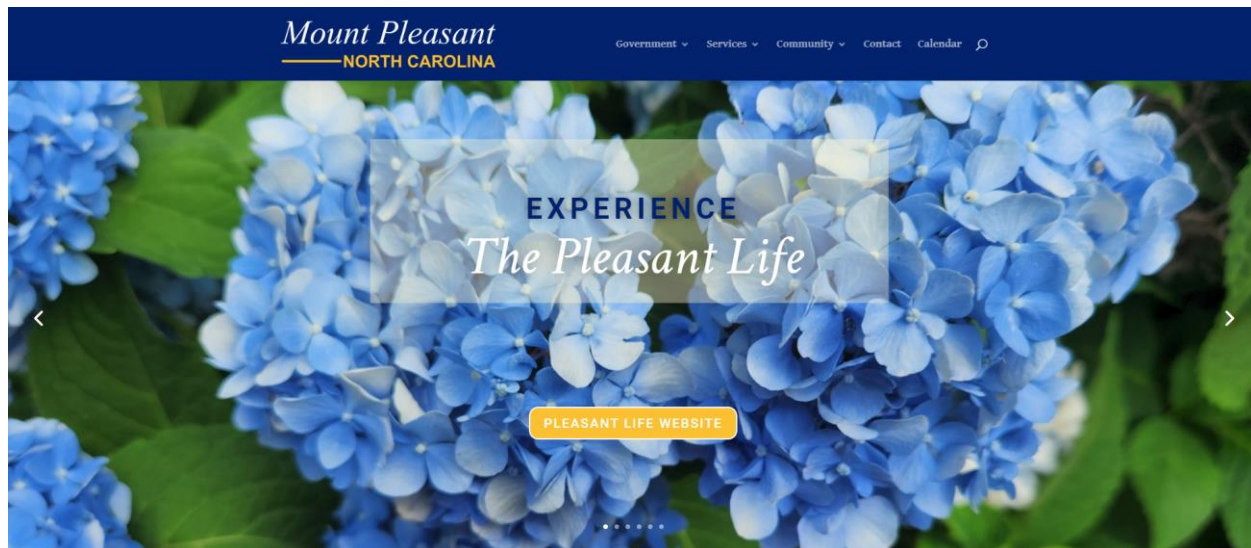 Mount Pleasant
NORTH CAROLINA
Government Services Community Contact Calendar
EXPERIENCE
The Pleasant Life
PLEASANT LIFE WEBSITE